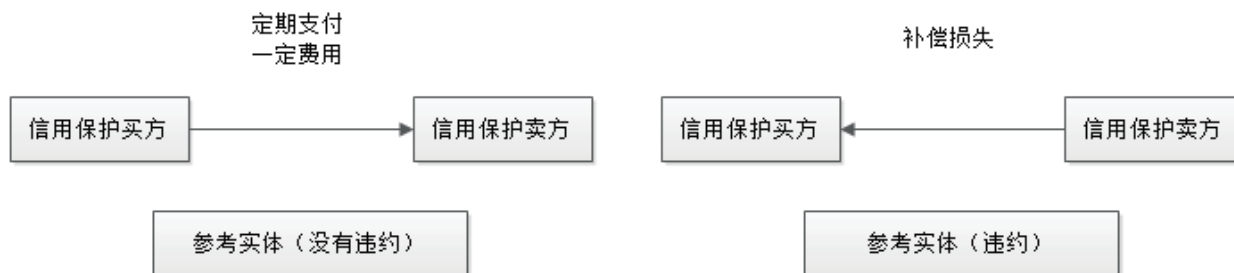 定期支付
一定费用
补偿损失
信用保护买方
信用保护卖方
信用保护买方
信用保护卖方
参考实体（没有违约）
参考实体（违约）